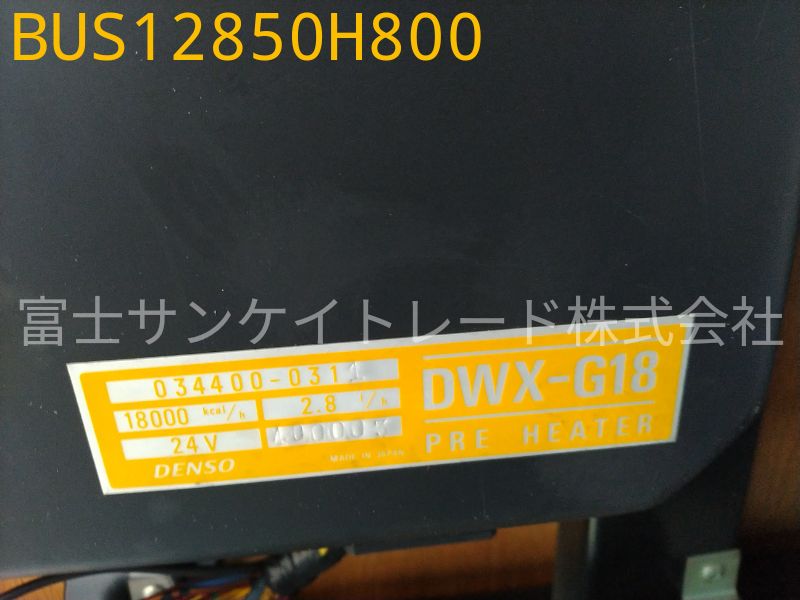 BUS12850H800
富士サンケイトレード株式会社
034400-0311
DWX-G18
18000 kcal/h
2.8 ℓ/h
24V
PRE HEATER
DENSO
MADE IN JAPAN